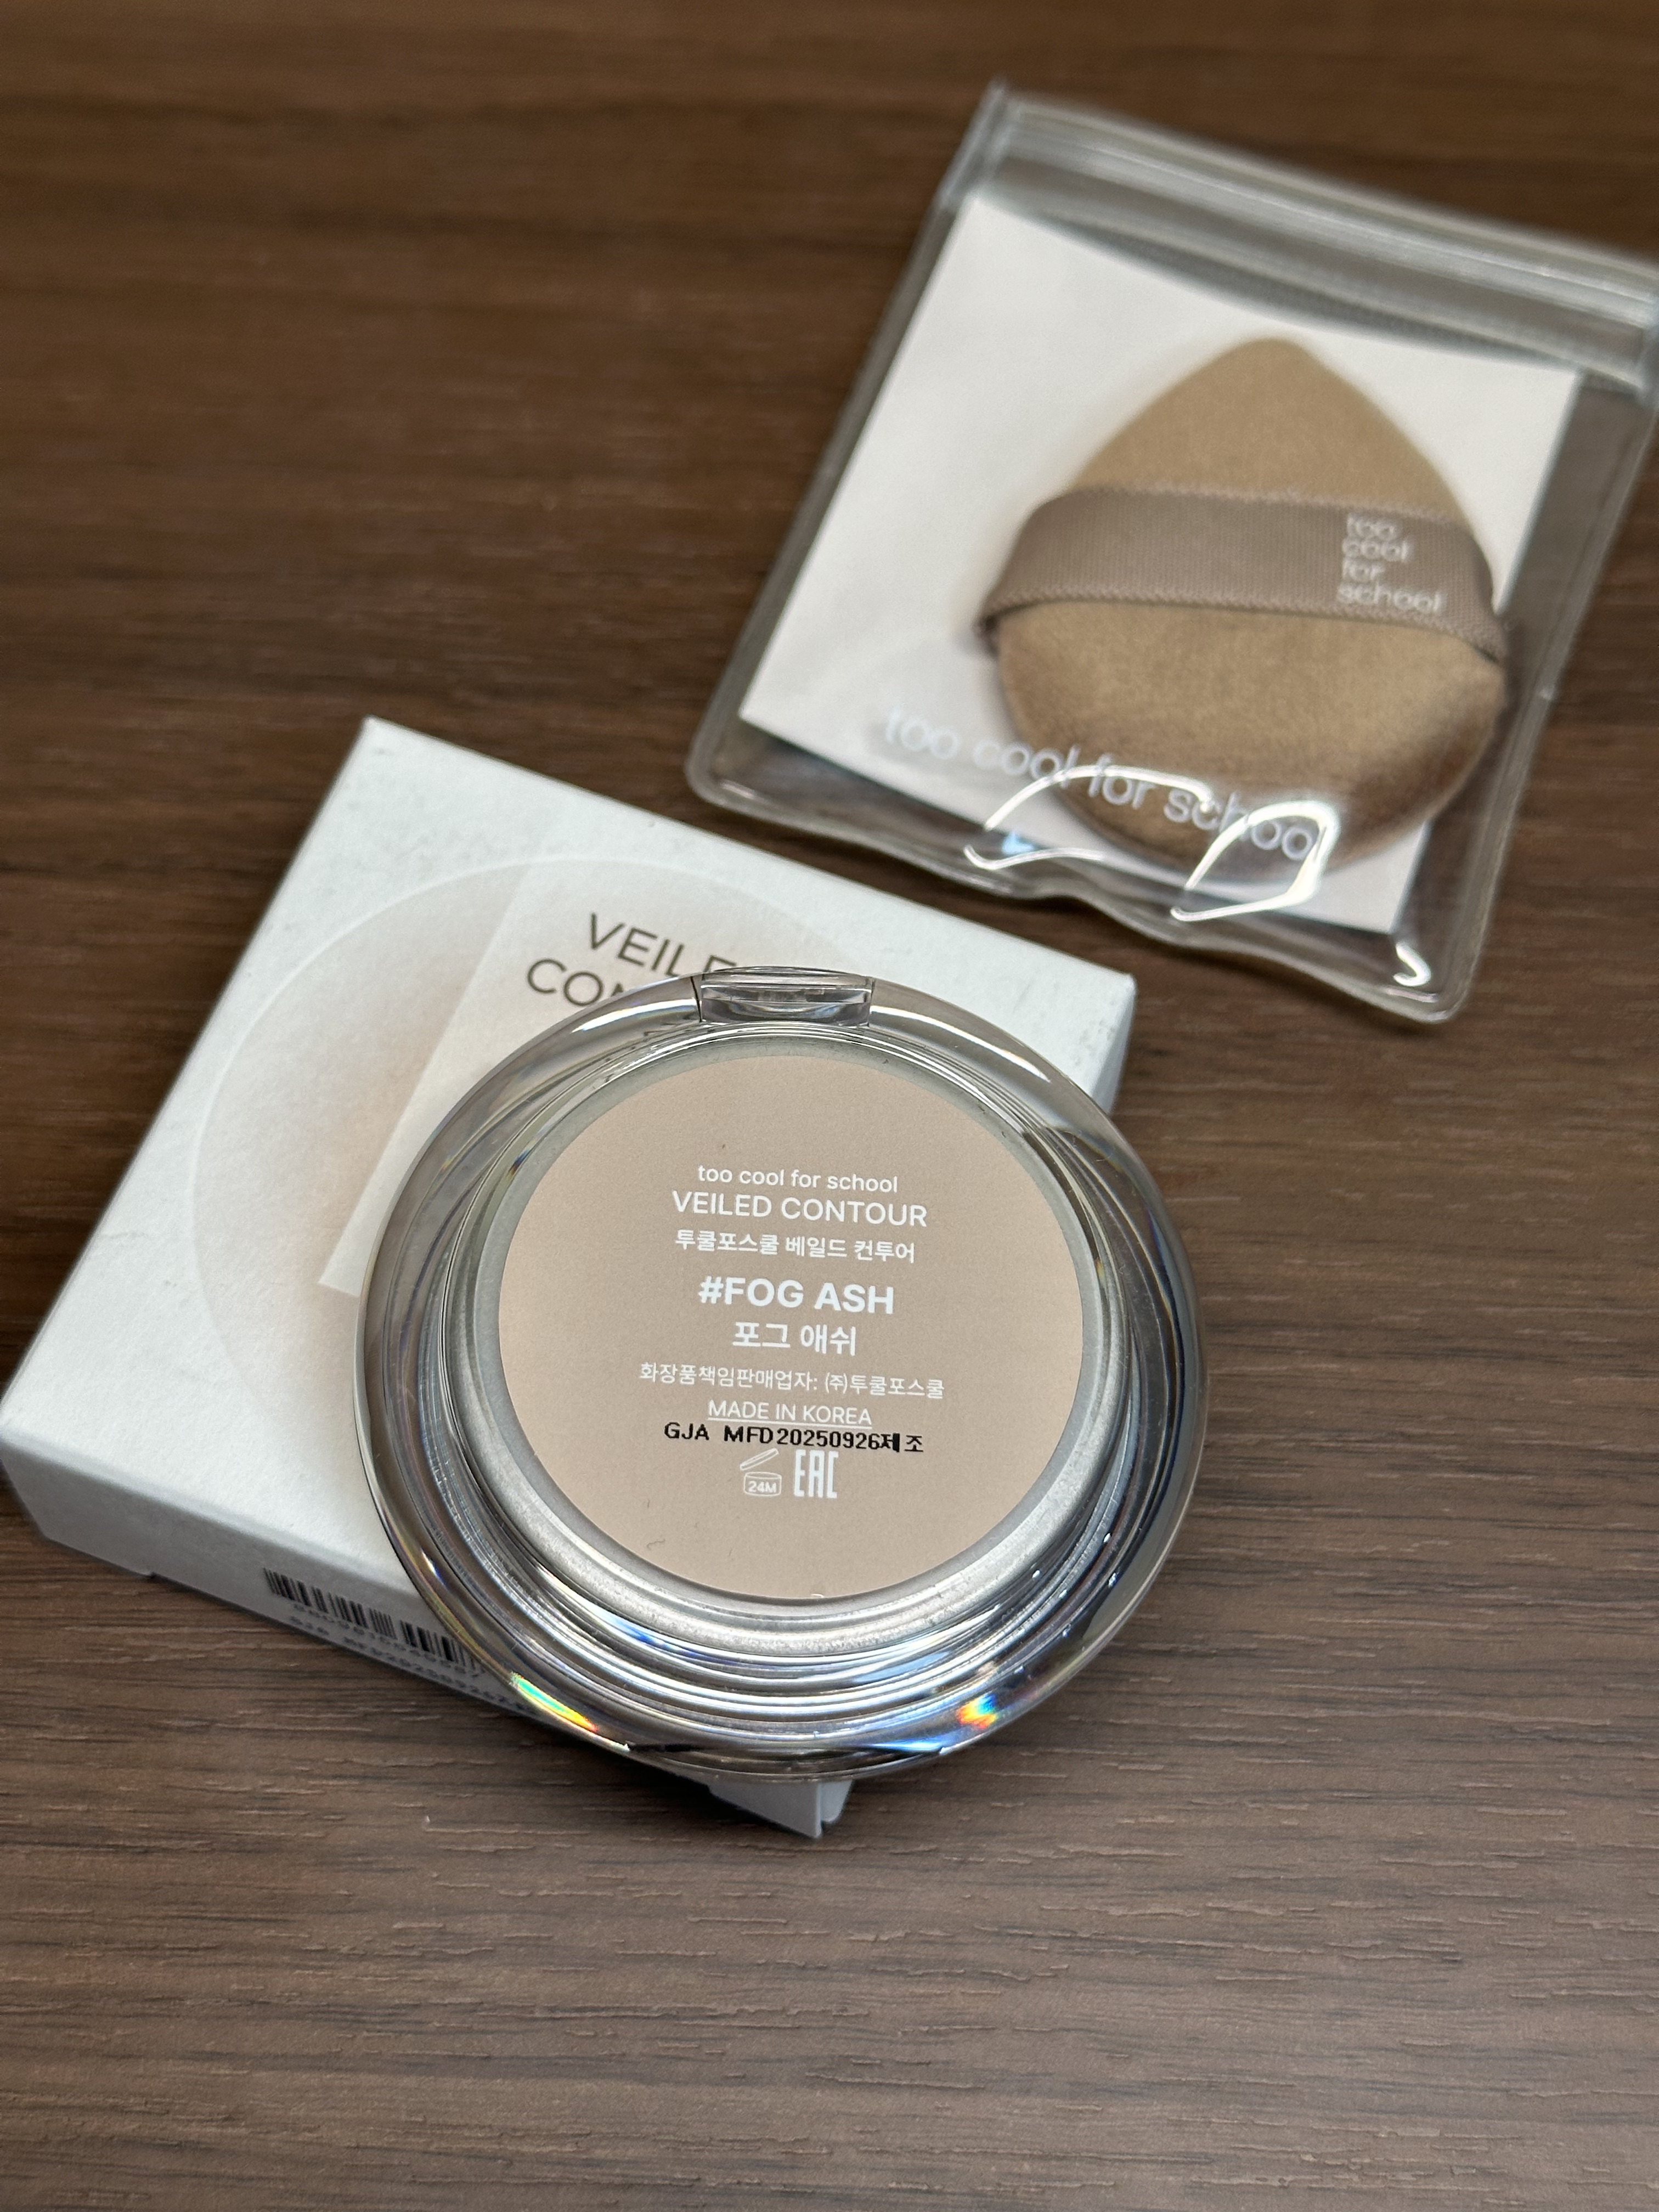 too
cool
for
school
too cool for school
VEILED
too cool for school
VEILED CONTOUR
투쿨포스쿨 베일드 컨투어
#FOG ASH
포그 애쉬
화장품책임판매업자: ㈜투쿨포스쿨
MADE IN KOREA
GJA MFD20250926제조
24M EAC